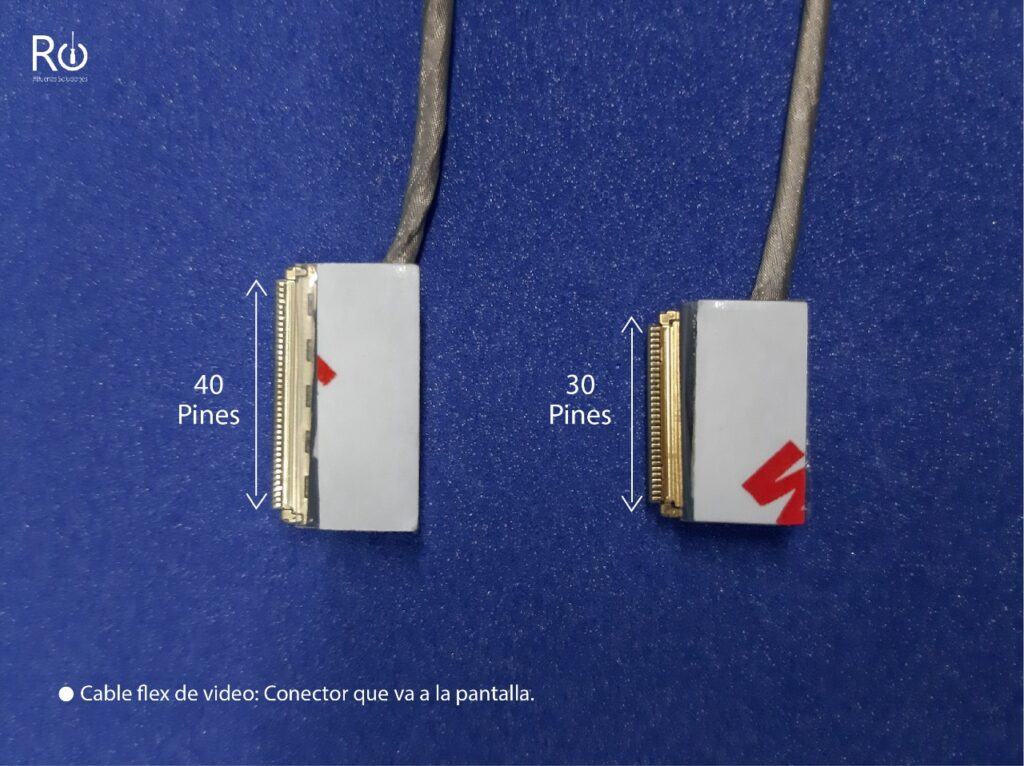 RO
40
Pines
30
Pines
Cable flex de video: Conector que va a la pantalla.